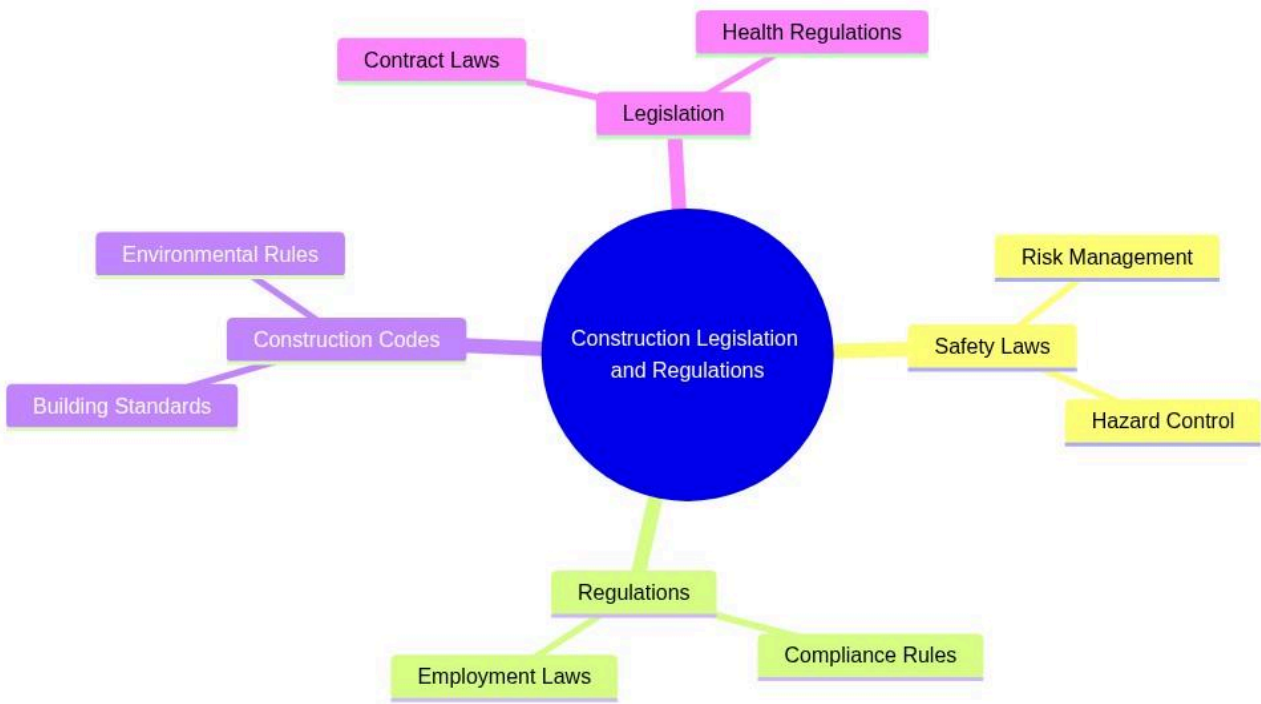 Health Regulations
Contract Laws
Legislation
Environmental Rules
Construction Codes
Building Standards
Construction Legislation
and Regulations
Risk Management
Safety Laws
Hazard Control
Regulations
Employment Laws
Compliance Rules